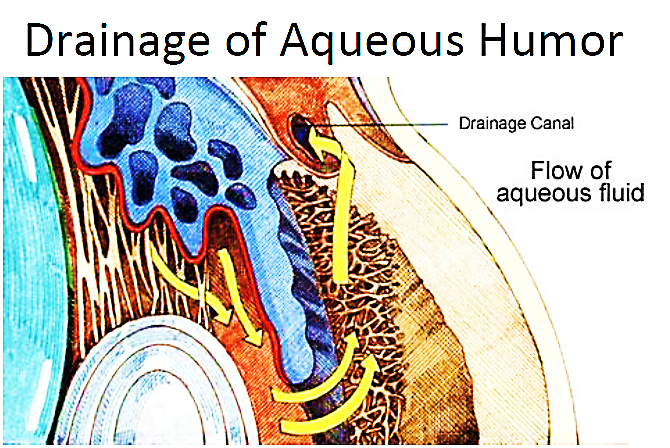 Drainage of Aqueous Humor
Drainage Canal
Flow of
aqueous fluid